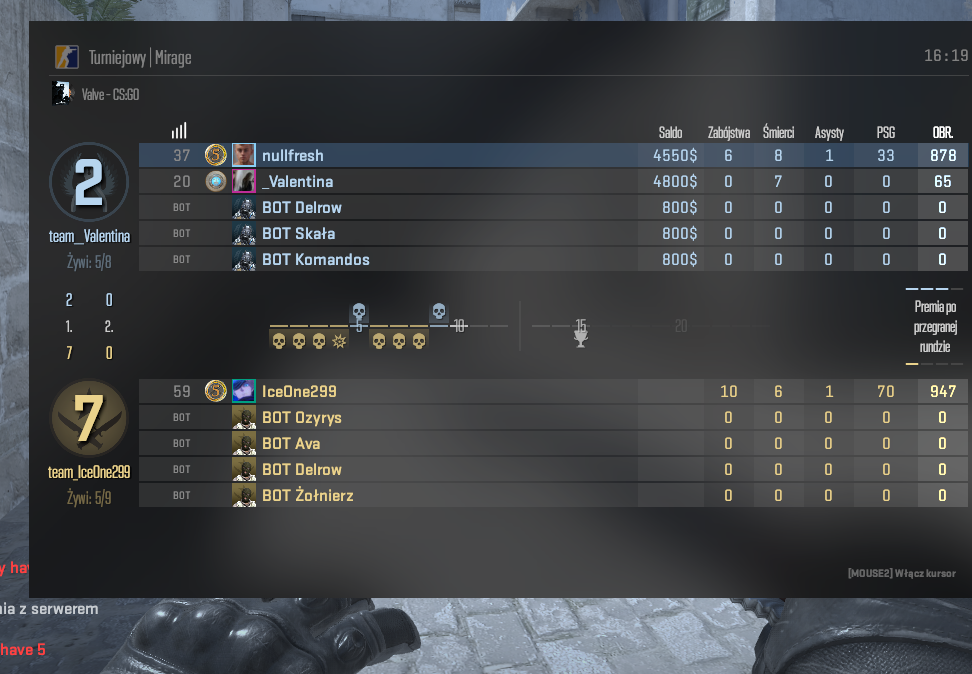 Turniejowy | Mirage 16:19
Valve - CS:GO
Saldo Zabójstwa Śmierci Asysty PSG OBR.
37 5 nullfresh 4550$ 6 8 1 33 878
20 _Valentina 4800$ 0 7 0 0 65
BOT BOT Delrow 800$ 0 0 0 0 0
BOT BOT Skała 800$ 0 0 0 0 0
BOT BOT Komandos 800$ 0 0 0 0 0
2
team_Valentina
Żywi: 5/8
2 0
1. 2.
7 0
5 10 15 20
Premia po
przegranej
rundzie
59 5 IceOne299 10 6 1 70 947
BOT BOT Ozyrys 0 0 0 0 0
BOT BOT Ava 0 0 0 0 0
BOT BOT Delrow 0 0 0 0 0
BOT BOT Żołnierz 0 0 0 0 0
7
team_IceOne299
Żywi: 5/9
[MOUSE2] Włącz kursor
y hav
nia z serwerem
have 5